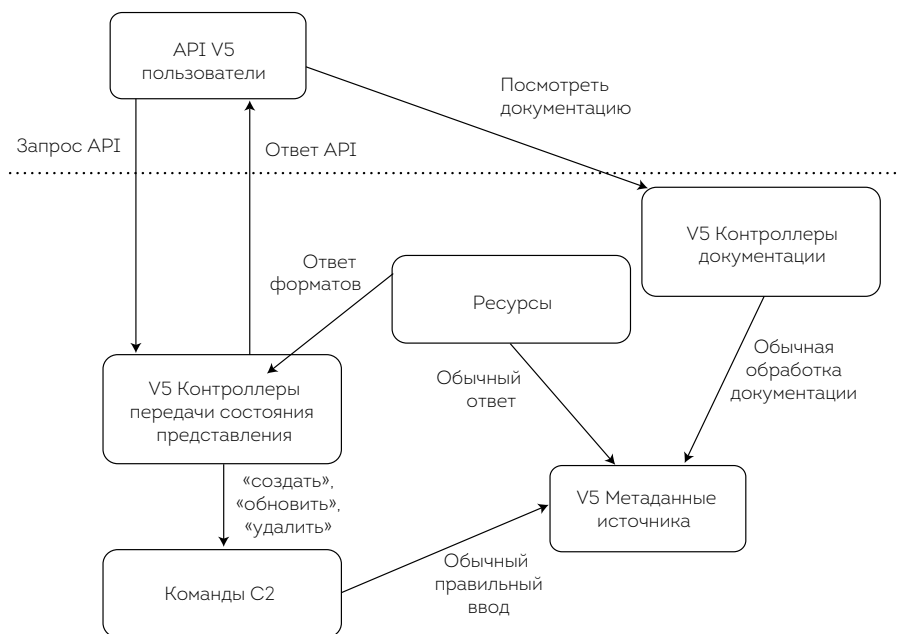 API V5
пользователи
Посмотреть
документацию
Запрос API
Ответ API
V5 Контроллеры
документации
Ответ
форматов
Ресурсы
Обычная
обработка
документации
Обычный
ответ
V5 Контроллеры
передачи состояния
представления
«создать»,
«обновить»,
«удалить»
V5 Метаданные
источника
Обычный
правильный
ввод
Команды C2